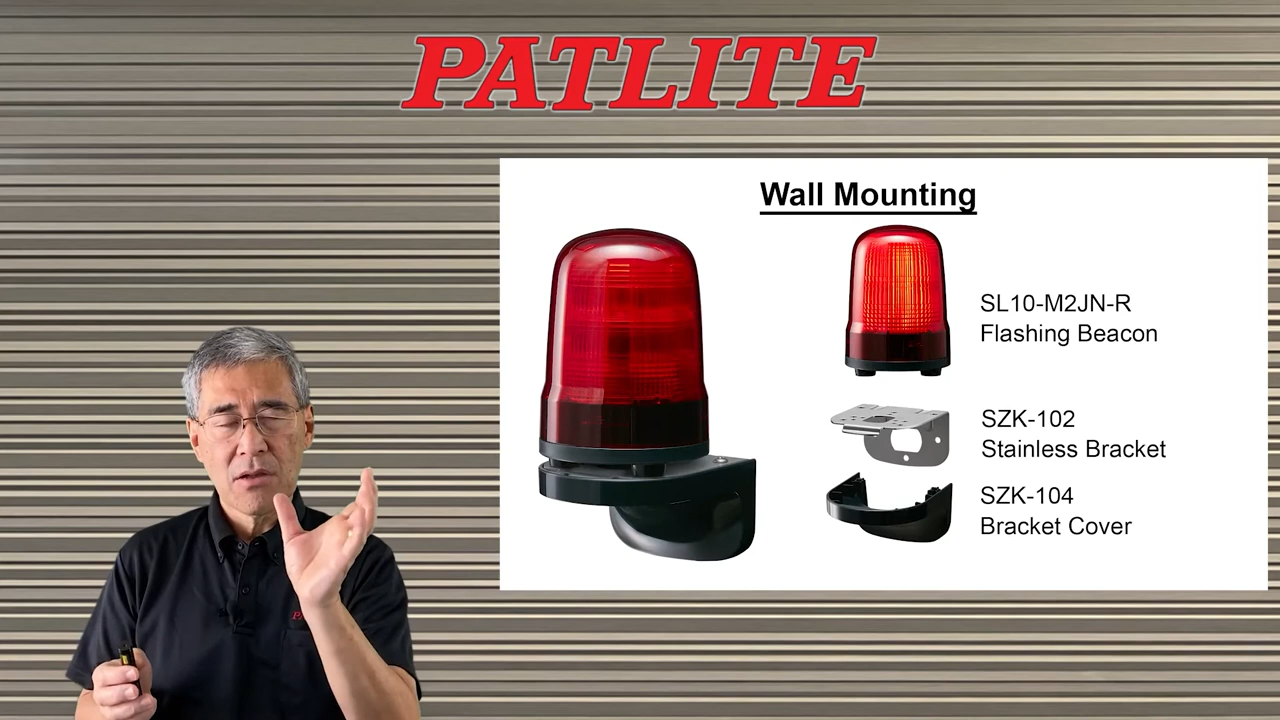 PATLITE
Wall Mounting
SL10-M2JN-R
Flashing Beacon
SZK-102
Stainless Bracket
SZK-104
Bracket Cover